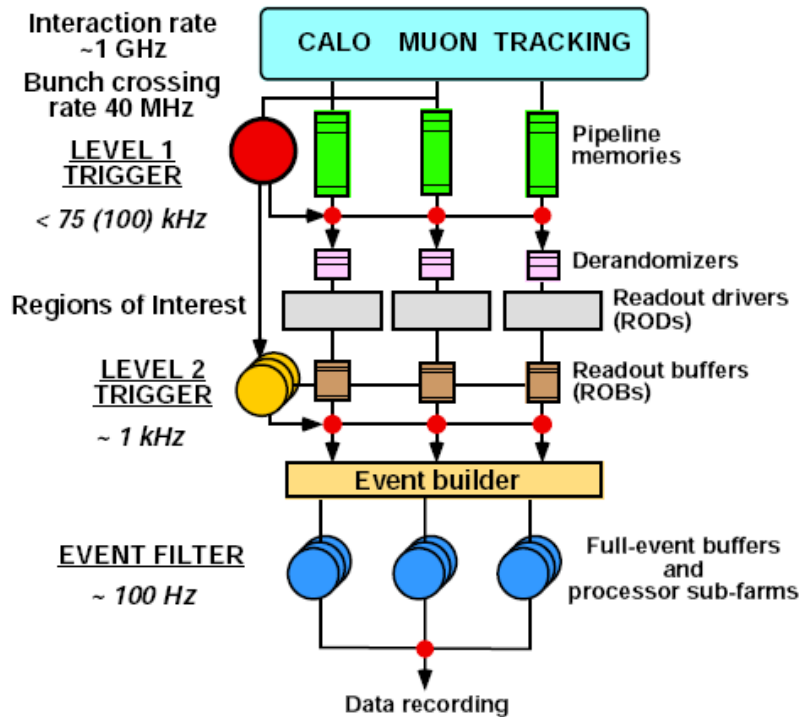 Interaction rate
~1 GHz
CALO MUON TRACKING
Bunch crossing
rate 40 MHz
LEVEL 1
TRIGGER
< 75 (100) kHz
Pipeline
memories
Derandomizers
Regions of Interest
Readout drivers
(RODs)
LEVEL 2
TRIGGER
~ 1 kHz
Readout buffers
(ROBs)
Event builder
EVENT FILTER
~ 100 Hz
Full-event buffers
and
processor sub-farms
Data recording